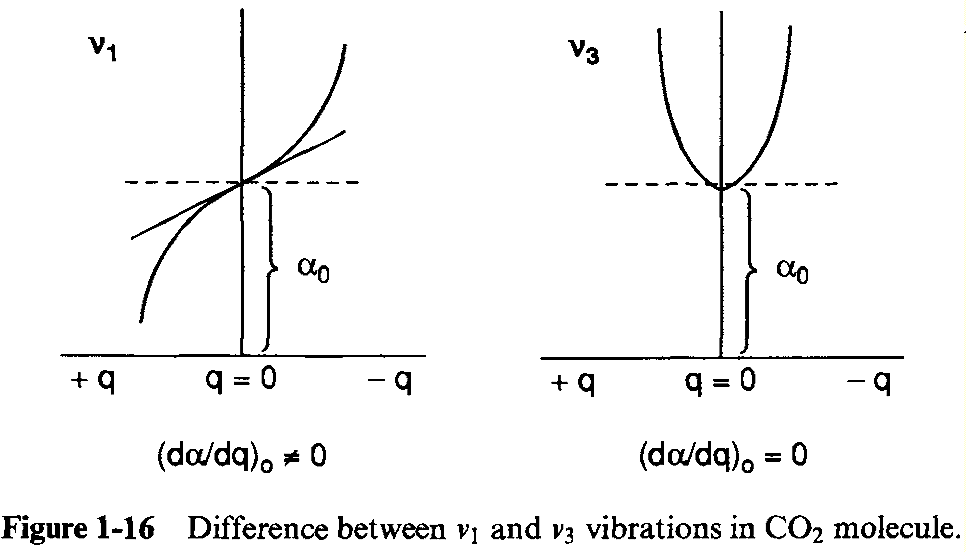 ν₁
α₀
+ q q = 0 − q
(dα/dq)ₒ ≠ 0
ν₃
α₀
+ q q = 0 − q
(dα/dq)ₒ = 0
Figure 1-16 Difference between ν₁ and ν₃ vibrations in CO₂ molecule.